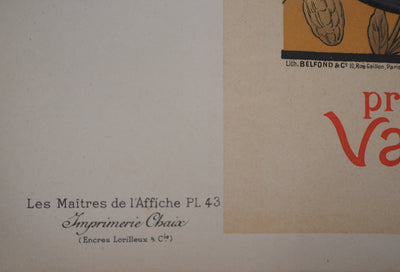 Lith. BELFOND & Cie 10, Rue Gaillon, Paris
pr
Va
Les Maîtres de l'Affiche PL. 43
Imprimerie Chaix
(Encres Lorilleux & Cie)